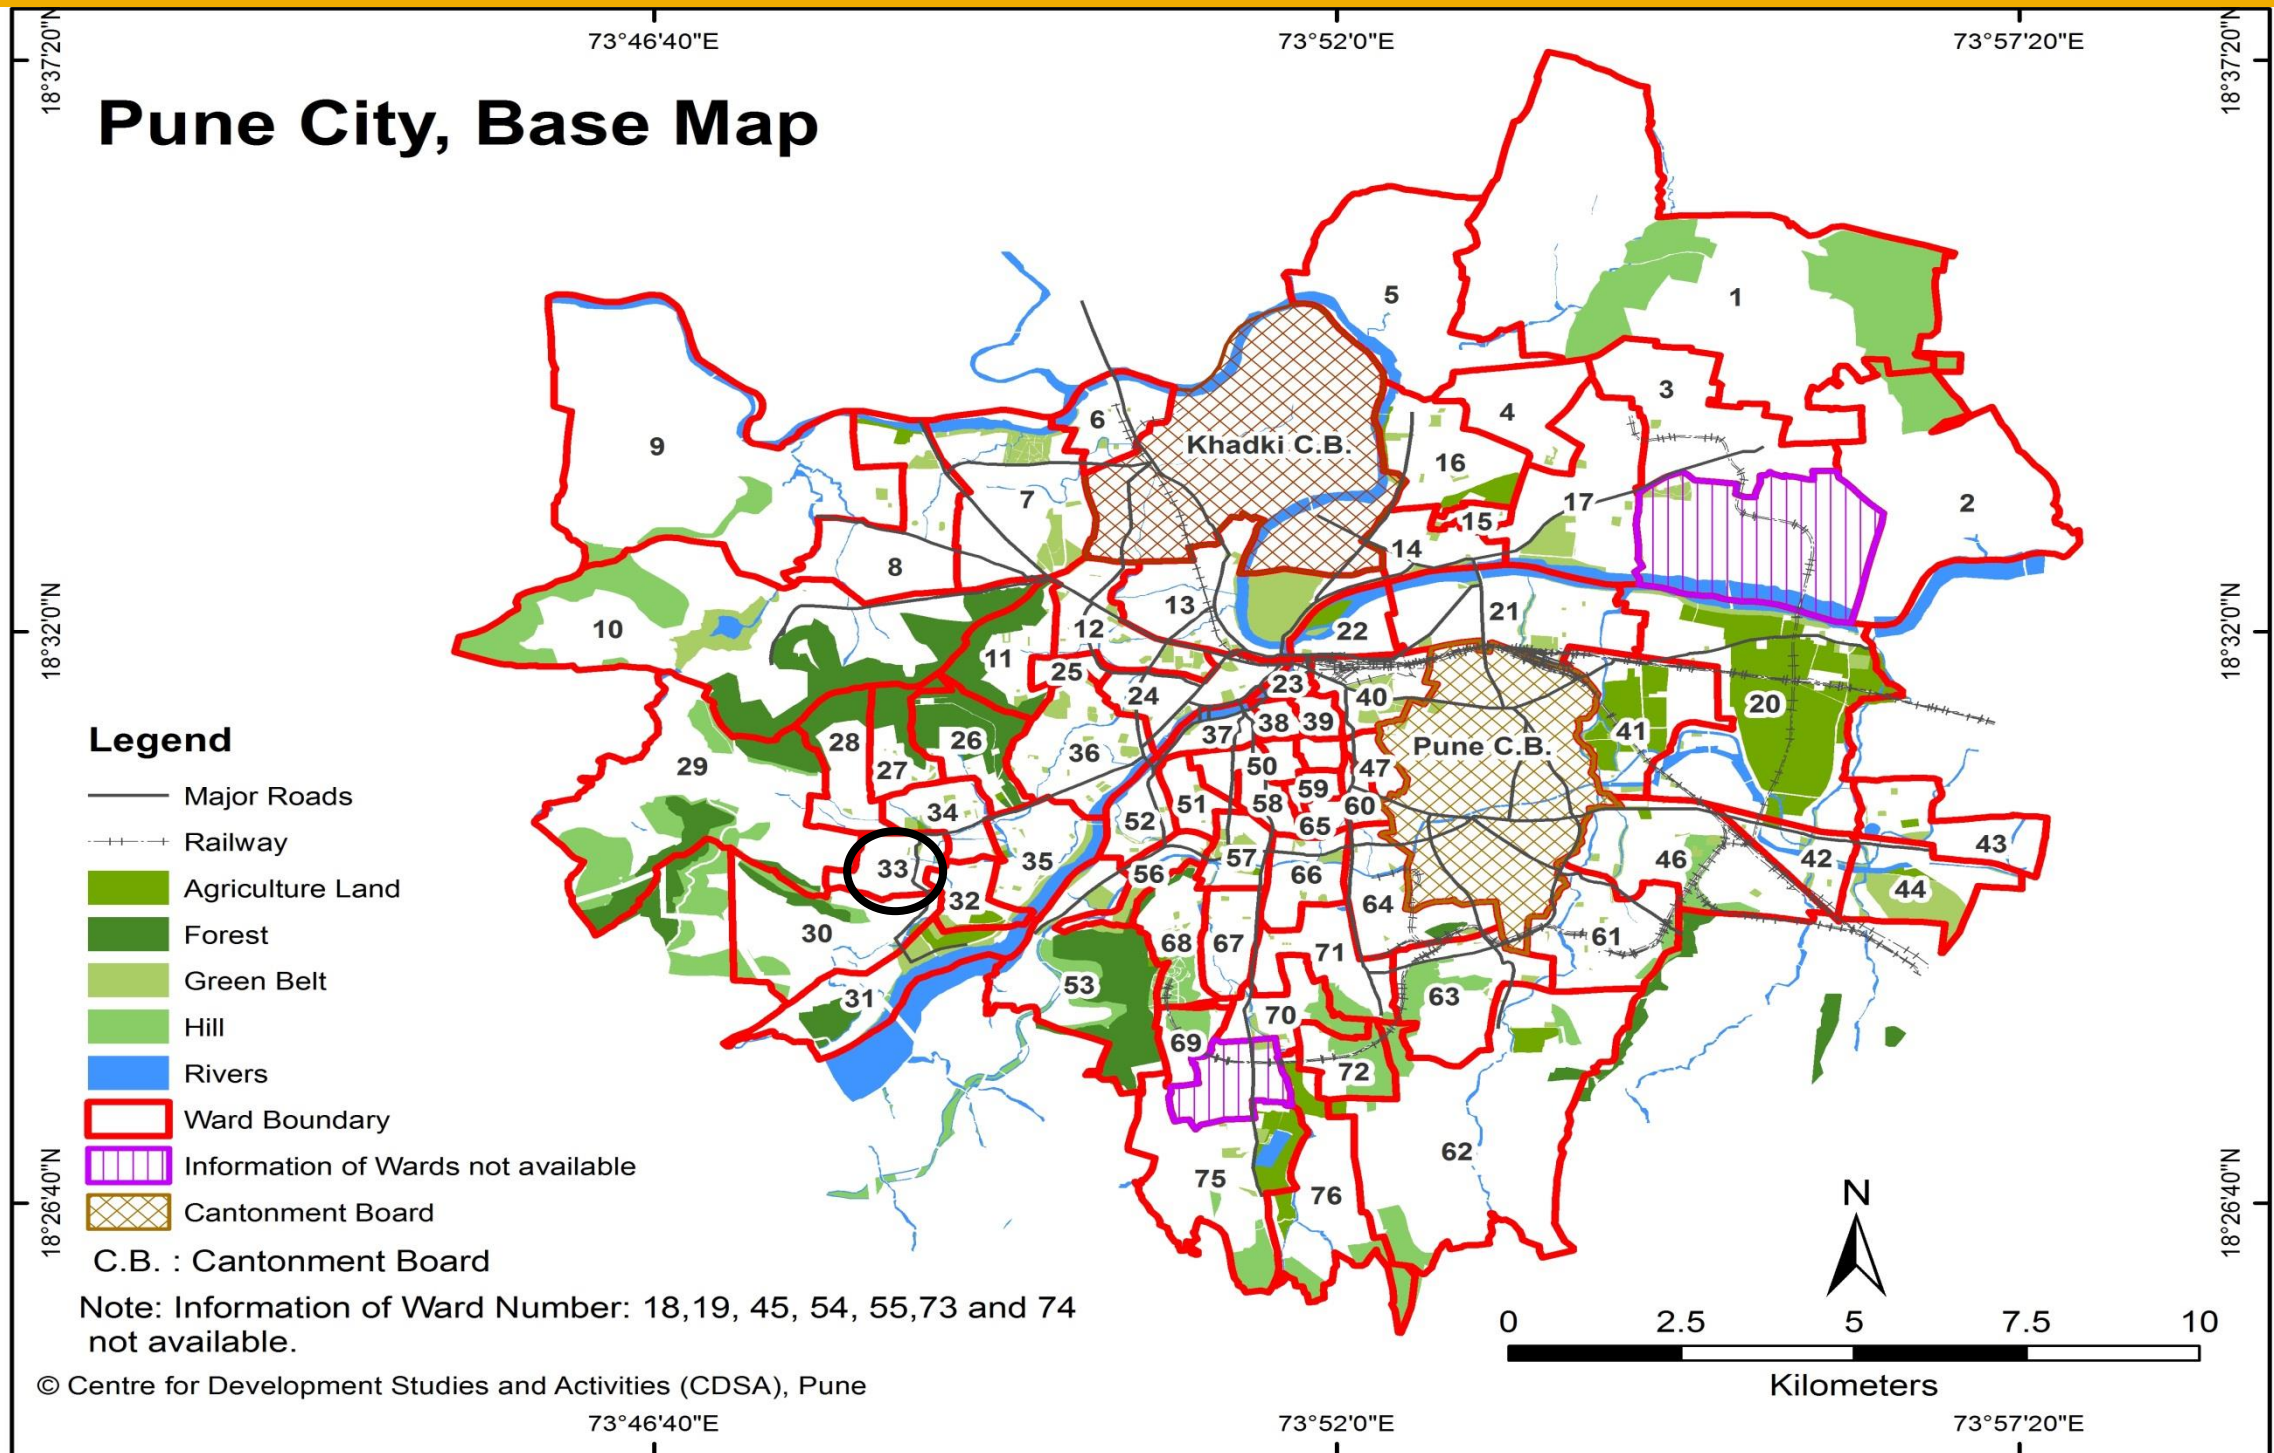 73°46'40"E
73°52'0"E
73°57'20"E
18°37'20"N
18°37'20"N
Pune City, Base Map
5
1
3
4
6
9
Khadki C.B.
16
7
17
2
15
14
8
13
21
10
12
22
11
25
23
24
40
20
38
39
37
41
28
26
Pune C.B.
36
29
27
50
47
59
51
58
60
34
52
65
43
57
35
46
42
33
56
66
44
32
64
30
61
68
67
71
53
63
31
70
69
72
62
75
76
18°32'0"N
18°32'0"N
Legend
Major Roads
Railway
Agriculture Land
Forest
Green Belt
Hill
Rivers
Ward Boundary
Information of Wards not available
Cantonment Board
C.B. : Cantonment Board
Note: Information of Ward Number: 18,19, 45, 54, 55,73 and 74
not available.
© Centre for Development Studies and Activities (CDSA), Pune
18°26'40"N
18°26'40"N
N
0 2.5 5 7.5 10
Kilometers
73°46'40"E
73°52'0"E
73°57'20"E